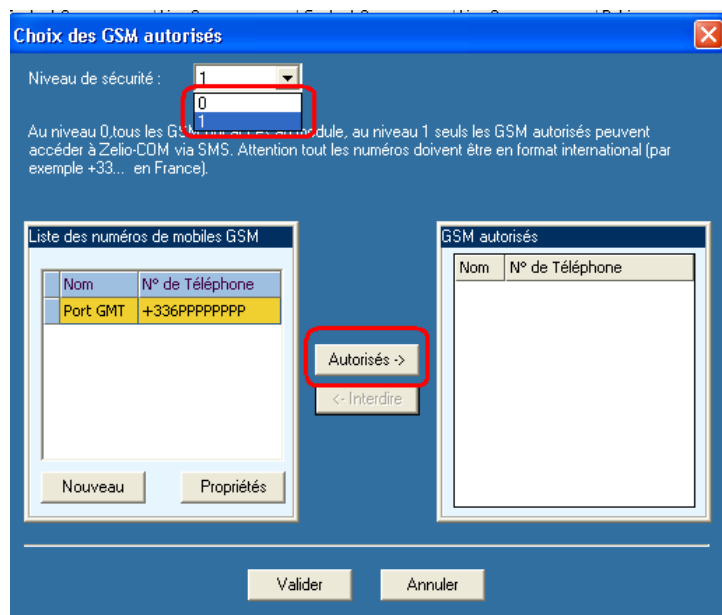 Choix des GSM autorisés
Niveau de sécurité : 1
0
1
Au niveau 0,tous les GSM ont accès au module, au niveau 1 seuls les GSM autorisés peuvent
accéder à Zelio-COM via SMS. Attention tout les numéros doivent être en format international (par
exemple +33... en France).
Liste des numéros de mobiles GSM
Nom N° de Téléphone
Port GMT +336PPPPPPPP
Nouveau Propriétés
Autorisés ->
<- Interdire
GSM autorisés
Nom N° de Téléphone
Valider Annuler